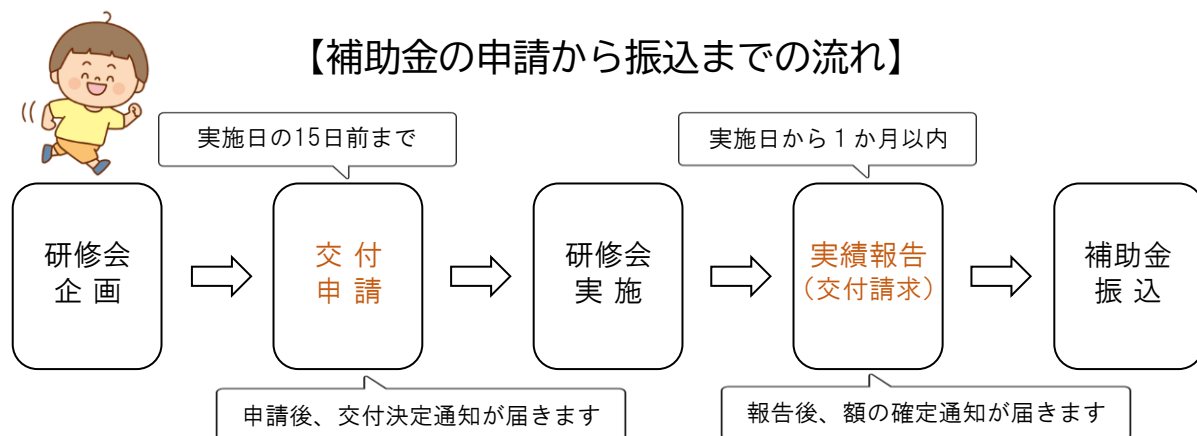 【補助金の申請から振込までの流れ】
実施日の15日前まで
実施日から１か月以内
研修会
企 画
交 付
申 請
研修会
実 施
実績報告
（交付請求）
補助金
振 込
申請後、交付決定通知が届きます
報告後、額の確定通知が届きます